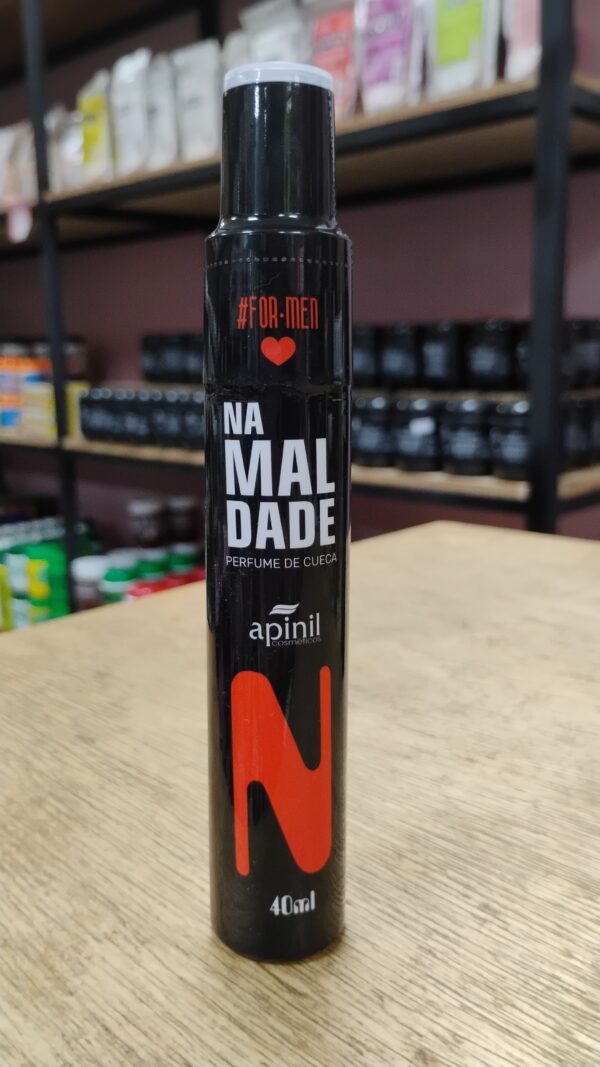 #FOR•MEN
NA
MAL
DADE
PERFUME DE CUECA
apinil
cosméticos
N
40ml